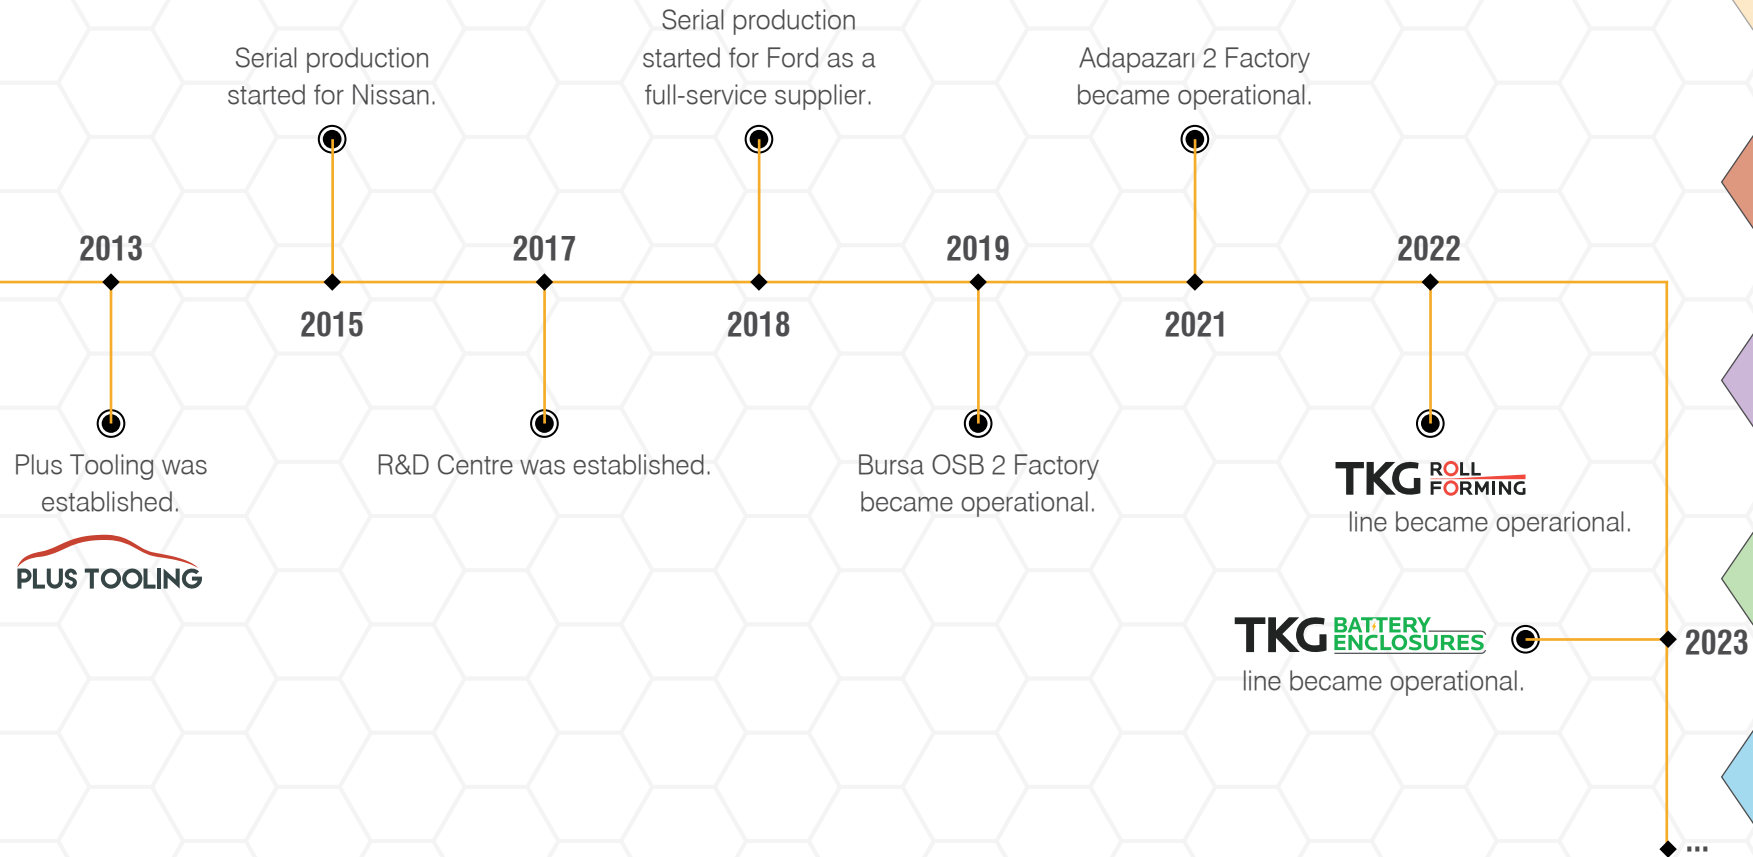 2013
Plus Tooling was
established.
PLUS TOOLING
Serial production
started for Nissan.
2015
2017
R&D Centre was established.
Serial production
started for Ford as a
full-service supplier.
2018
2019
Bursa OSB 2 Factory
became operational.
Adapazarı 2 Factory
became operational.
2021
2022
TKG ROLL
FORMING
line became operarional.
TKG BATTERY
ENCLOSURES
line became operational.
2023
...